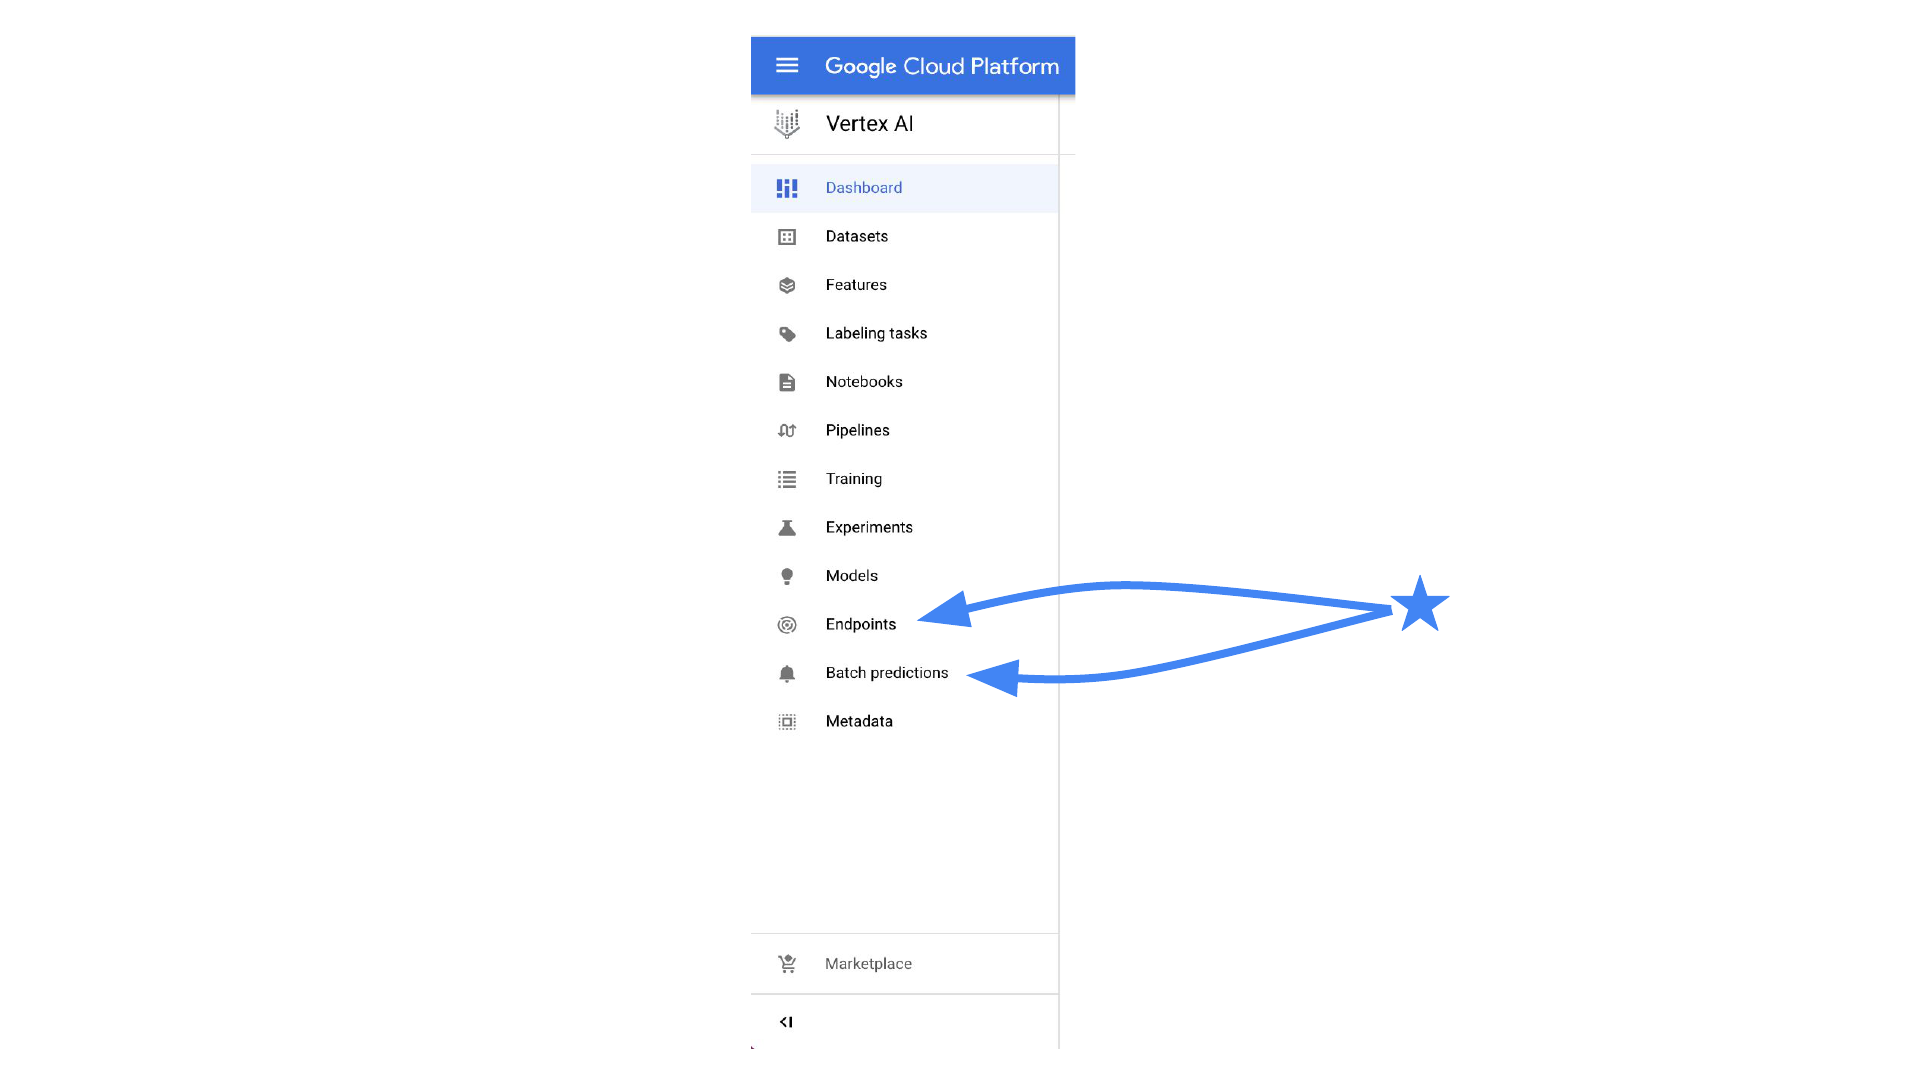 Google Cloud Platform
Vertex AI
Dashboard
Datasets
Features
Labeling tasks
Notebooks
Pipelines
Training
Experiments
Models
Endpoints
Batch predictions
Metadata
Marketplace